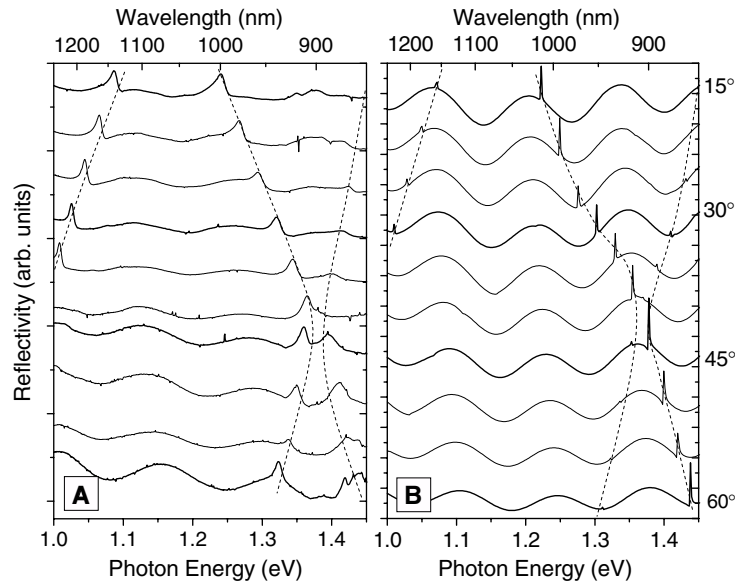 Wavelength (nm) Wavelength (nm)
1200 1100 1000 900 1200 1100 1000 900
15°
30°
45°
60°
Reflectivity (arb. units)
A B
1.0 1.1 1.2 1.3 1.4 1.0 1.1 1.2 1.3 1.4
Photon Energy (eV) Photon Energy (eV)